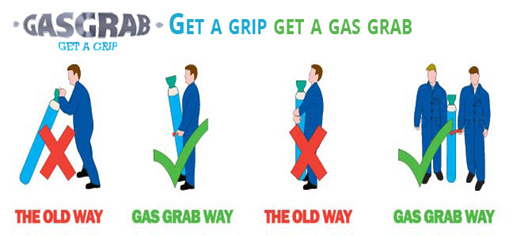 GASGRAB
GET A GRIP
GET A GRIP GET A GAS GRAB
THE OLD WAY
GAS GRAB WAY
THE OLD WAY
GAS GRAB WAY